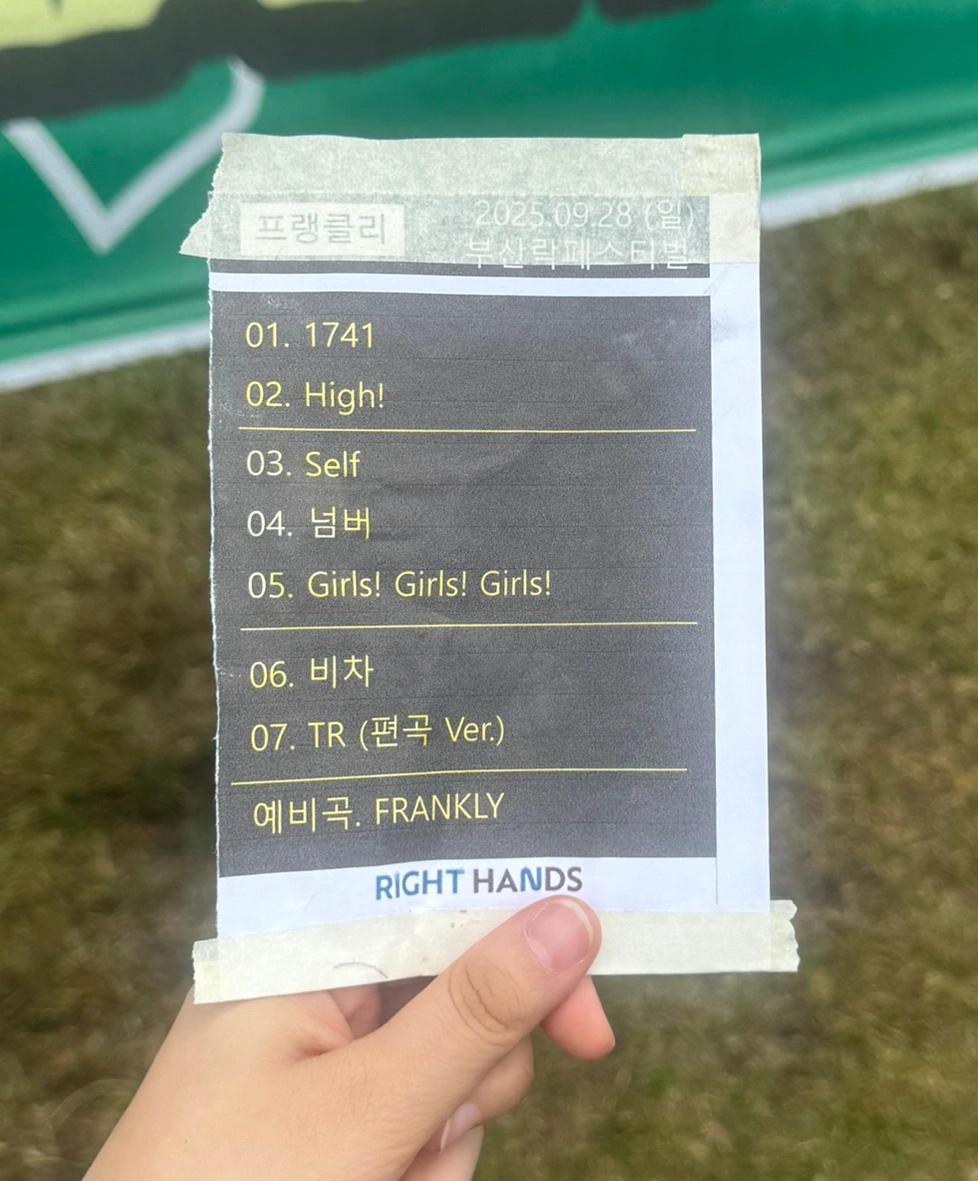 프랭클리
2025.09.28 (일)
부산락페스티벌
01. 1741
02. High!
03. Self
04. 넘버
05. Girls! Girls! Girls!
06. 비차
07. TR (편곡 Ver.)
예비곡. FRANKLY
RIGHT HANDS